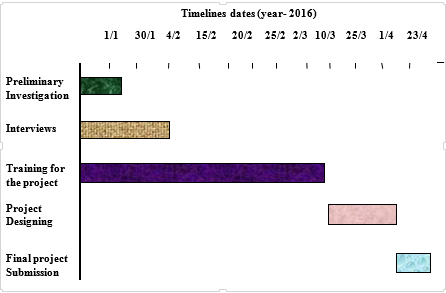 Timelines dates (year- 2016)
1/1 30/1 4/2 15/2 20/2 25/2 2/3 10/3 25/3 1/4 23/4
Preliminary
Investigation
Interviews
Training for
the project
Project
Designing
Final project
Submission